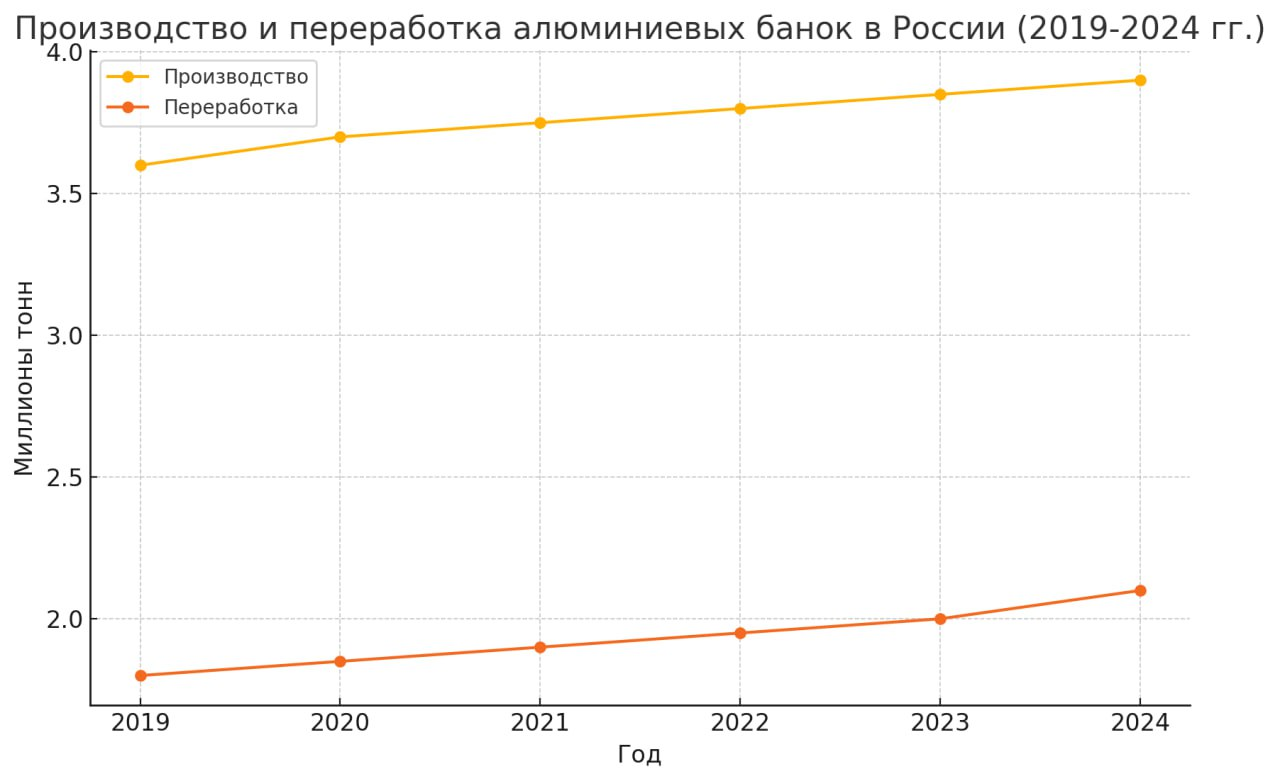 Производство и переработка алюминиевых банок в России (2019-2024 гг.)
4.0
Производство
Переработка
3.5
3.0
2.5
2.0
Миллионы тонн
2019 2020 2021 2022 2023 2024
Год